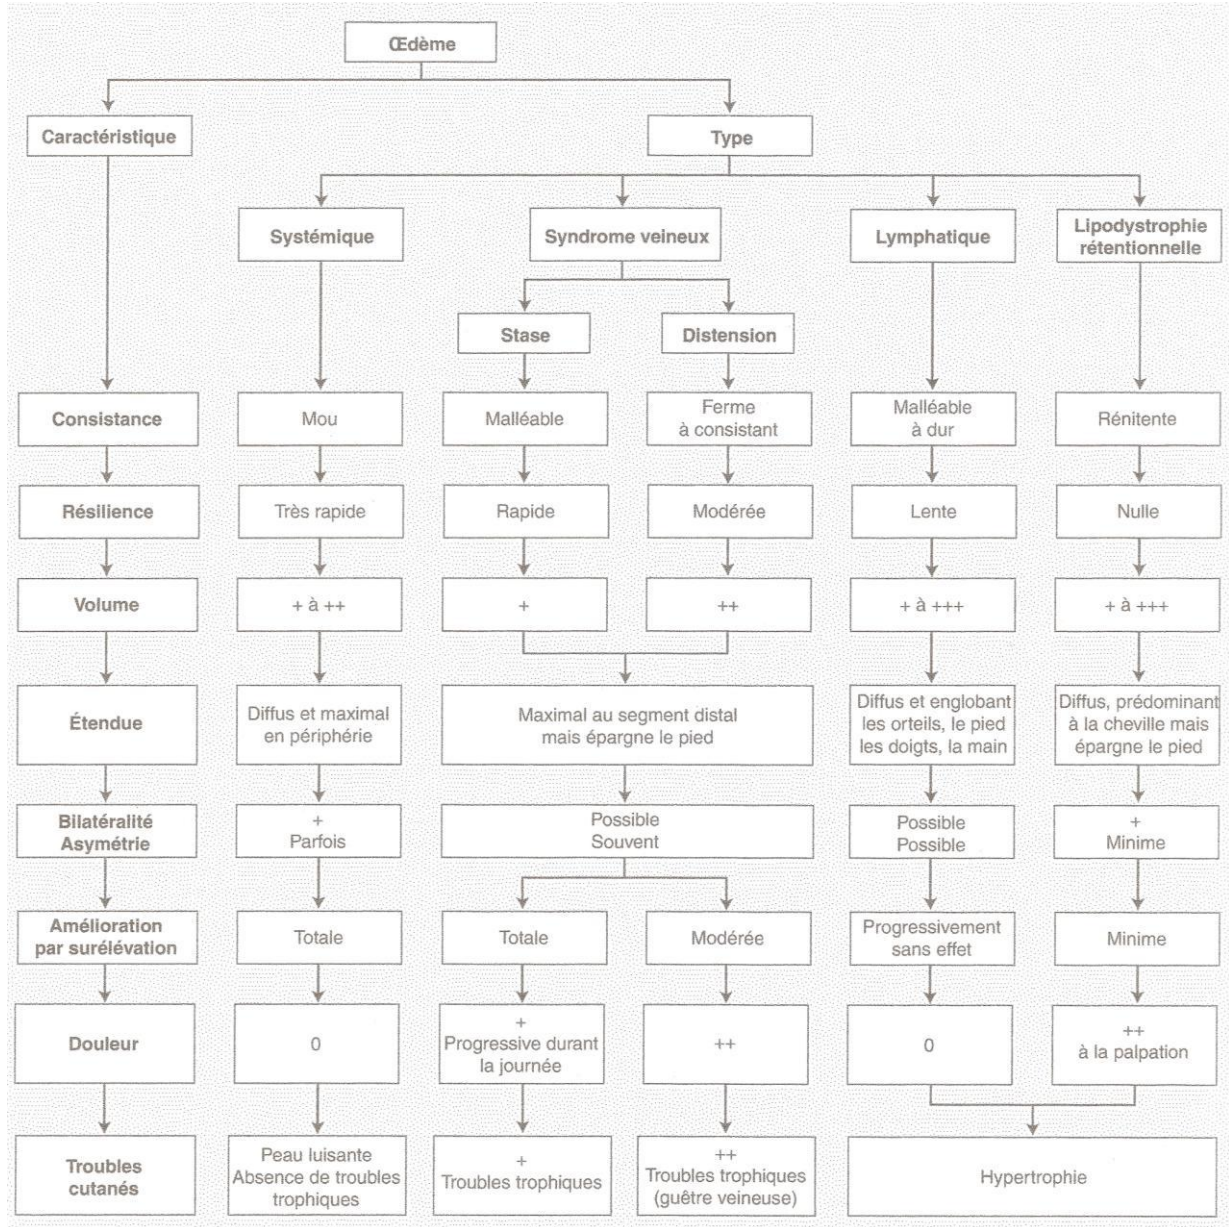 Œdème
Caractéristique
Type
Systémique
Syndrome veineux
Lymphatique
Lipodystrophie
rétentionnelle
Stase
Distension
Consistance
Mou
Malléable
Ferme
à consistant
Malléable
à dur
Rénitente
Résilience
Très rapide
Rapide
Modérée
Lente
Nulle
Volume
+ à ++
+
++
+ à +++
+ à +++
Étendue
Diffus et maximal
en périphérie
Maximal au segment distal
mais épargne le pied
Diffus et englobant
les orteils, le pied
les doigts, la main
Diffus, prédominant
à la cheville mais
épargne le pied
Bilatéralité
Asymétrie
+
Parfois
Possible
Souvent
Possible
Possible
+
Minime
Amélioration
par surélévation
Totale
Totale
Modérée
Progressivement
sans effet
Minime
Douleur
0
+
Progressive durant
la journée
++
0
++
à la palpation
Troubles
cutanés
Peau luisante
Absence de troubles
trophiques
+
Troubles trophiques
++
Troubles trophiques
(guêtre veineuse)
Hypertrophie